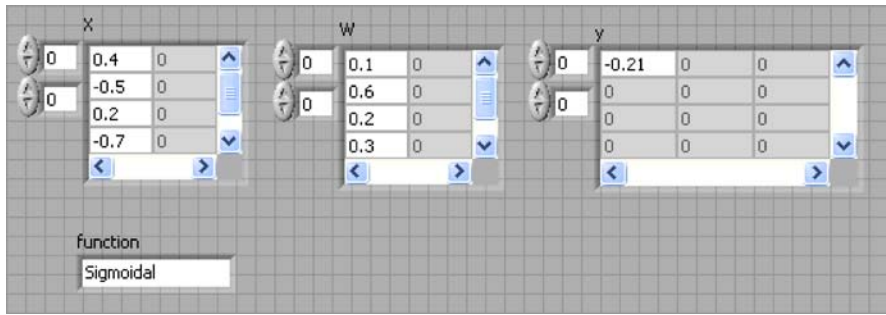 X
W
y
0 0.4 0
0 -0.5 0
0.2 0
-0.7 0
0 0.1 0
0 0.6 0
0.2 0
0.3 0
0 -0.21 0 0
0 0 0 0
0 0 0
0 0 0
function
Sigmoidal